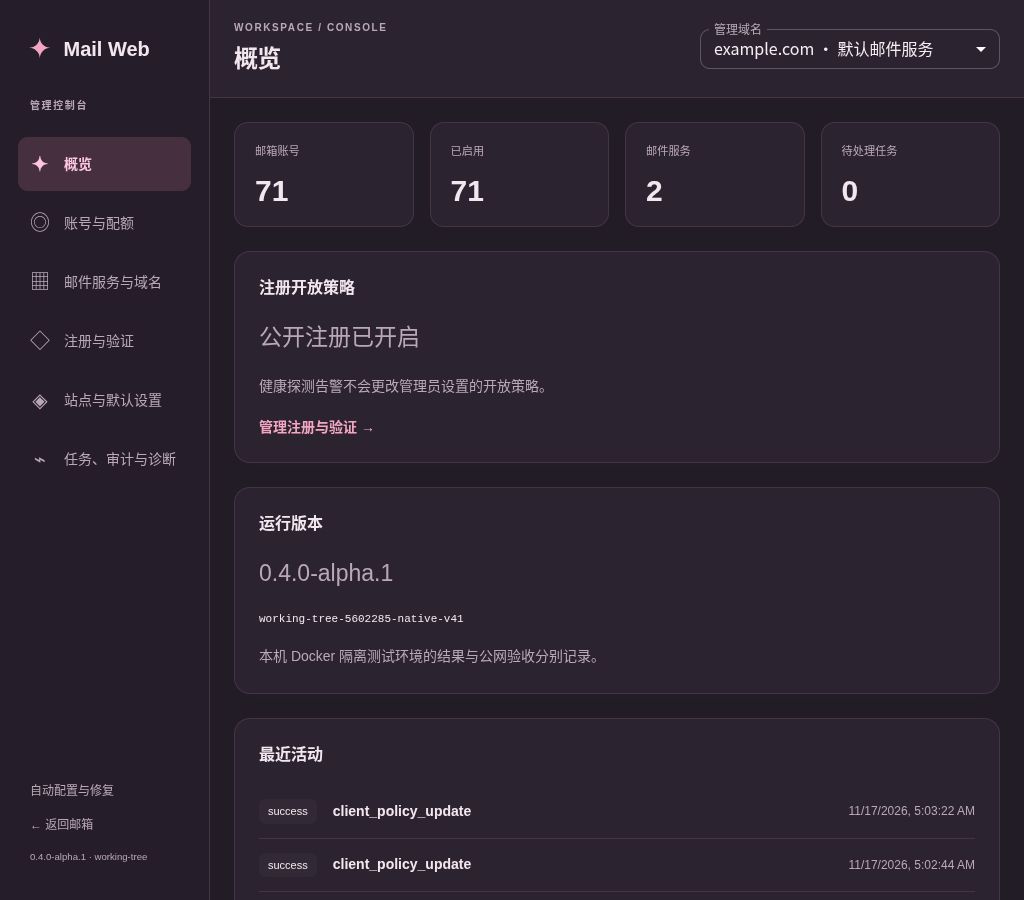 Mail Web
管理控制台
概览
账号与配额
邮件服务与域名
注册与验证
站点与默认设置
任务、审计与诊断
自动配置与修复
← 返回邮箱
0.4.0-alpha.1 · working-tree
WORKSPACE / CONSOLE
概览
管理域名
example.com · 默认邮件服务
邮箱账号
71
已启用
71
邮件服务
2
待处理任务
0
注册开放策略
公开注册已开启
健康探测告警不会更改管理员设置的开放策略。
管理注册与验证 →
运行版本
0.4.0-alpha.1
working-tree-5602285-native-v41
本机 Docker 隔离测试环境的结果与公网验收分别记录。
最近活动
success client_policy_update 11/17/2026, 5:03:22 AM
success client_policy_update 11/17/2026, 5:02:44 AM